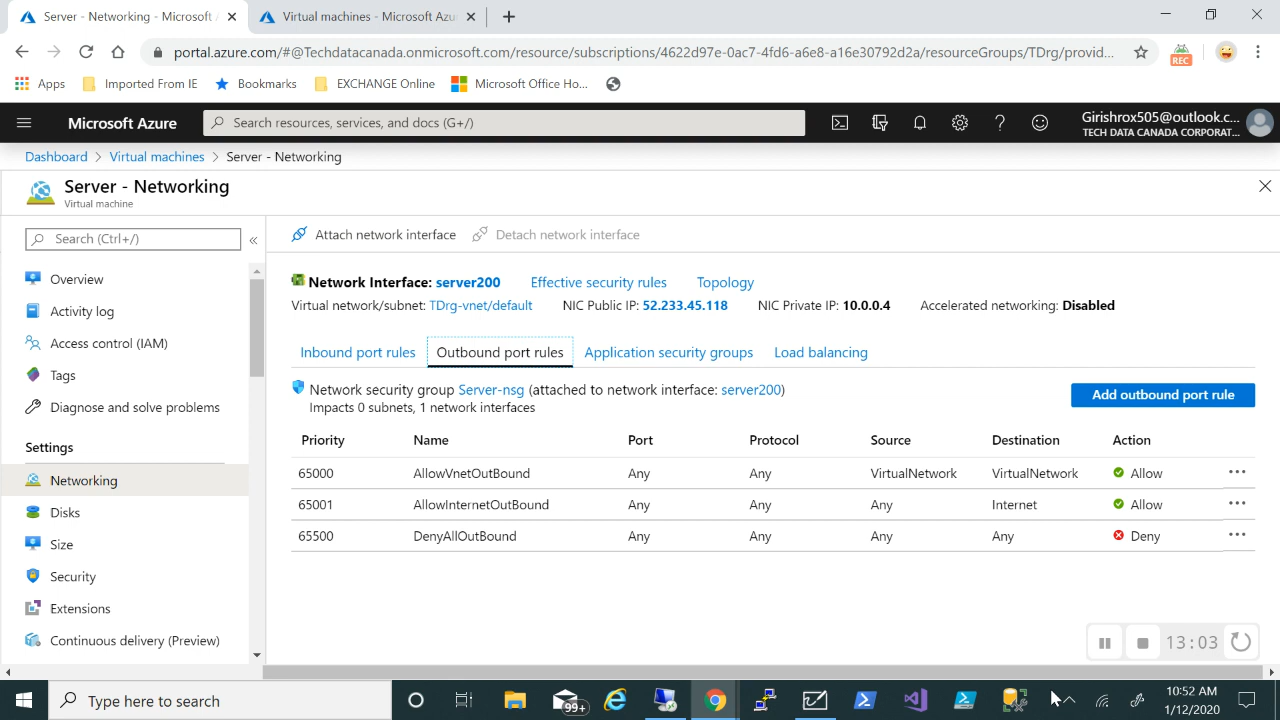 Server - Networking - Microsoft A
Virtual machines - Microsoft Azu
portal.azure.com/#@Techdatacanada.onmicrosoft.com/resource/subscriptions/4622d97e-0ac7-4fd6-a6e8-a16e30792d2a/resourceGroups/TDrg/provid...
REC
Apps
Imported From IE
Bookmarks
EXCHANGE Online
Microsoft Office Ho...
Microsoft Azure
Search resources, services, and docs (G+/)
Girishrox505@outlook.c...
TECH DATA CANADA CORPORAT...
Dashboard > Virtual machines > Server - Networking
Server - Networking
Virtual machine
Search (Ctrl+/)
«
Overview
Activity log
Access control (IAM)
Tags
Diagnose and solve problems
Settings
Networking
Disks
Size
Security
Extensions
Continuous delivery (Preview)
Attach network interface
Detach network interface
Network Interface: server200
Effective security rules
Topology
Virtual network/subnet: TDrg-vnet/default
NIC Public IP: 52.233.45.118
NIC Private IP: 10.0.0.4
Accelerated networking: Disabled
Inbound port rules
Outbound port rules
Application security groups
Load balancing
Network security group Server-nsg (attached to network interface: server200)
Impacts 0 subnets, 1 network interfaces
Add outbound port rule
Priority Name Port Protocol Source Destination Action
65000 AllowVnetOutBound Any Any VirtualNetwork VirtualNetwork Allow ...
65001 AllowInternetOutBound Any Any Any Internet Allow ...
65500 DenyAllOutBound Any Any Any Any Deny ...
13:03
Type here to search
99+
10:52 AM
1/12/2020